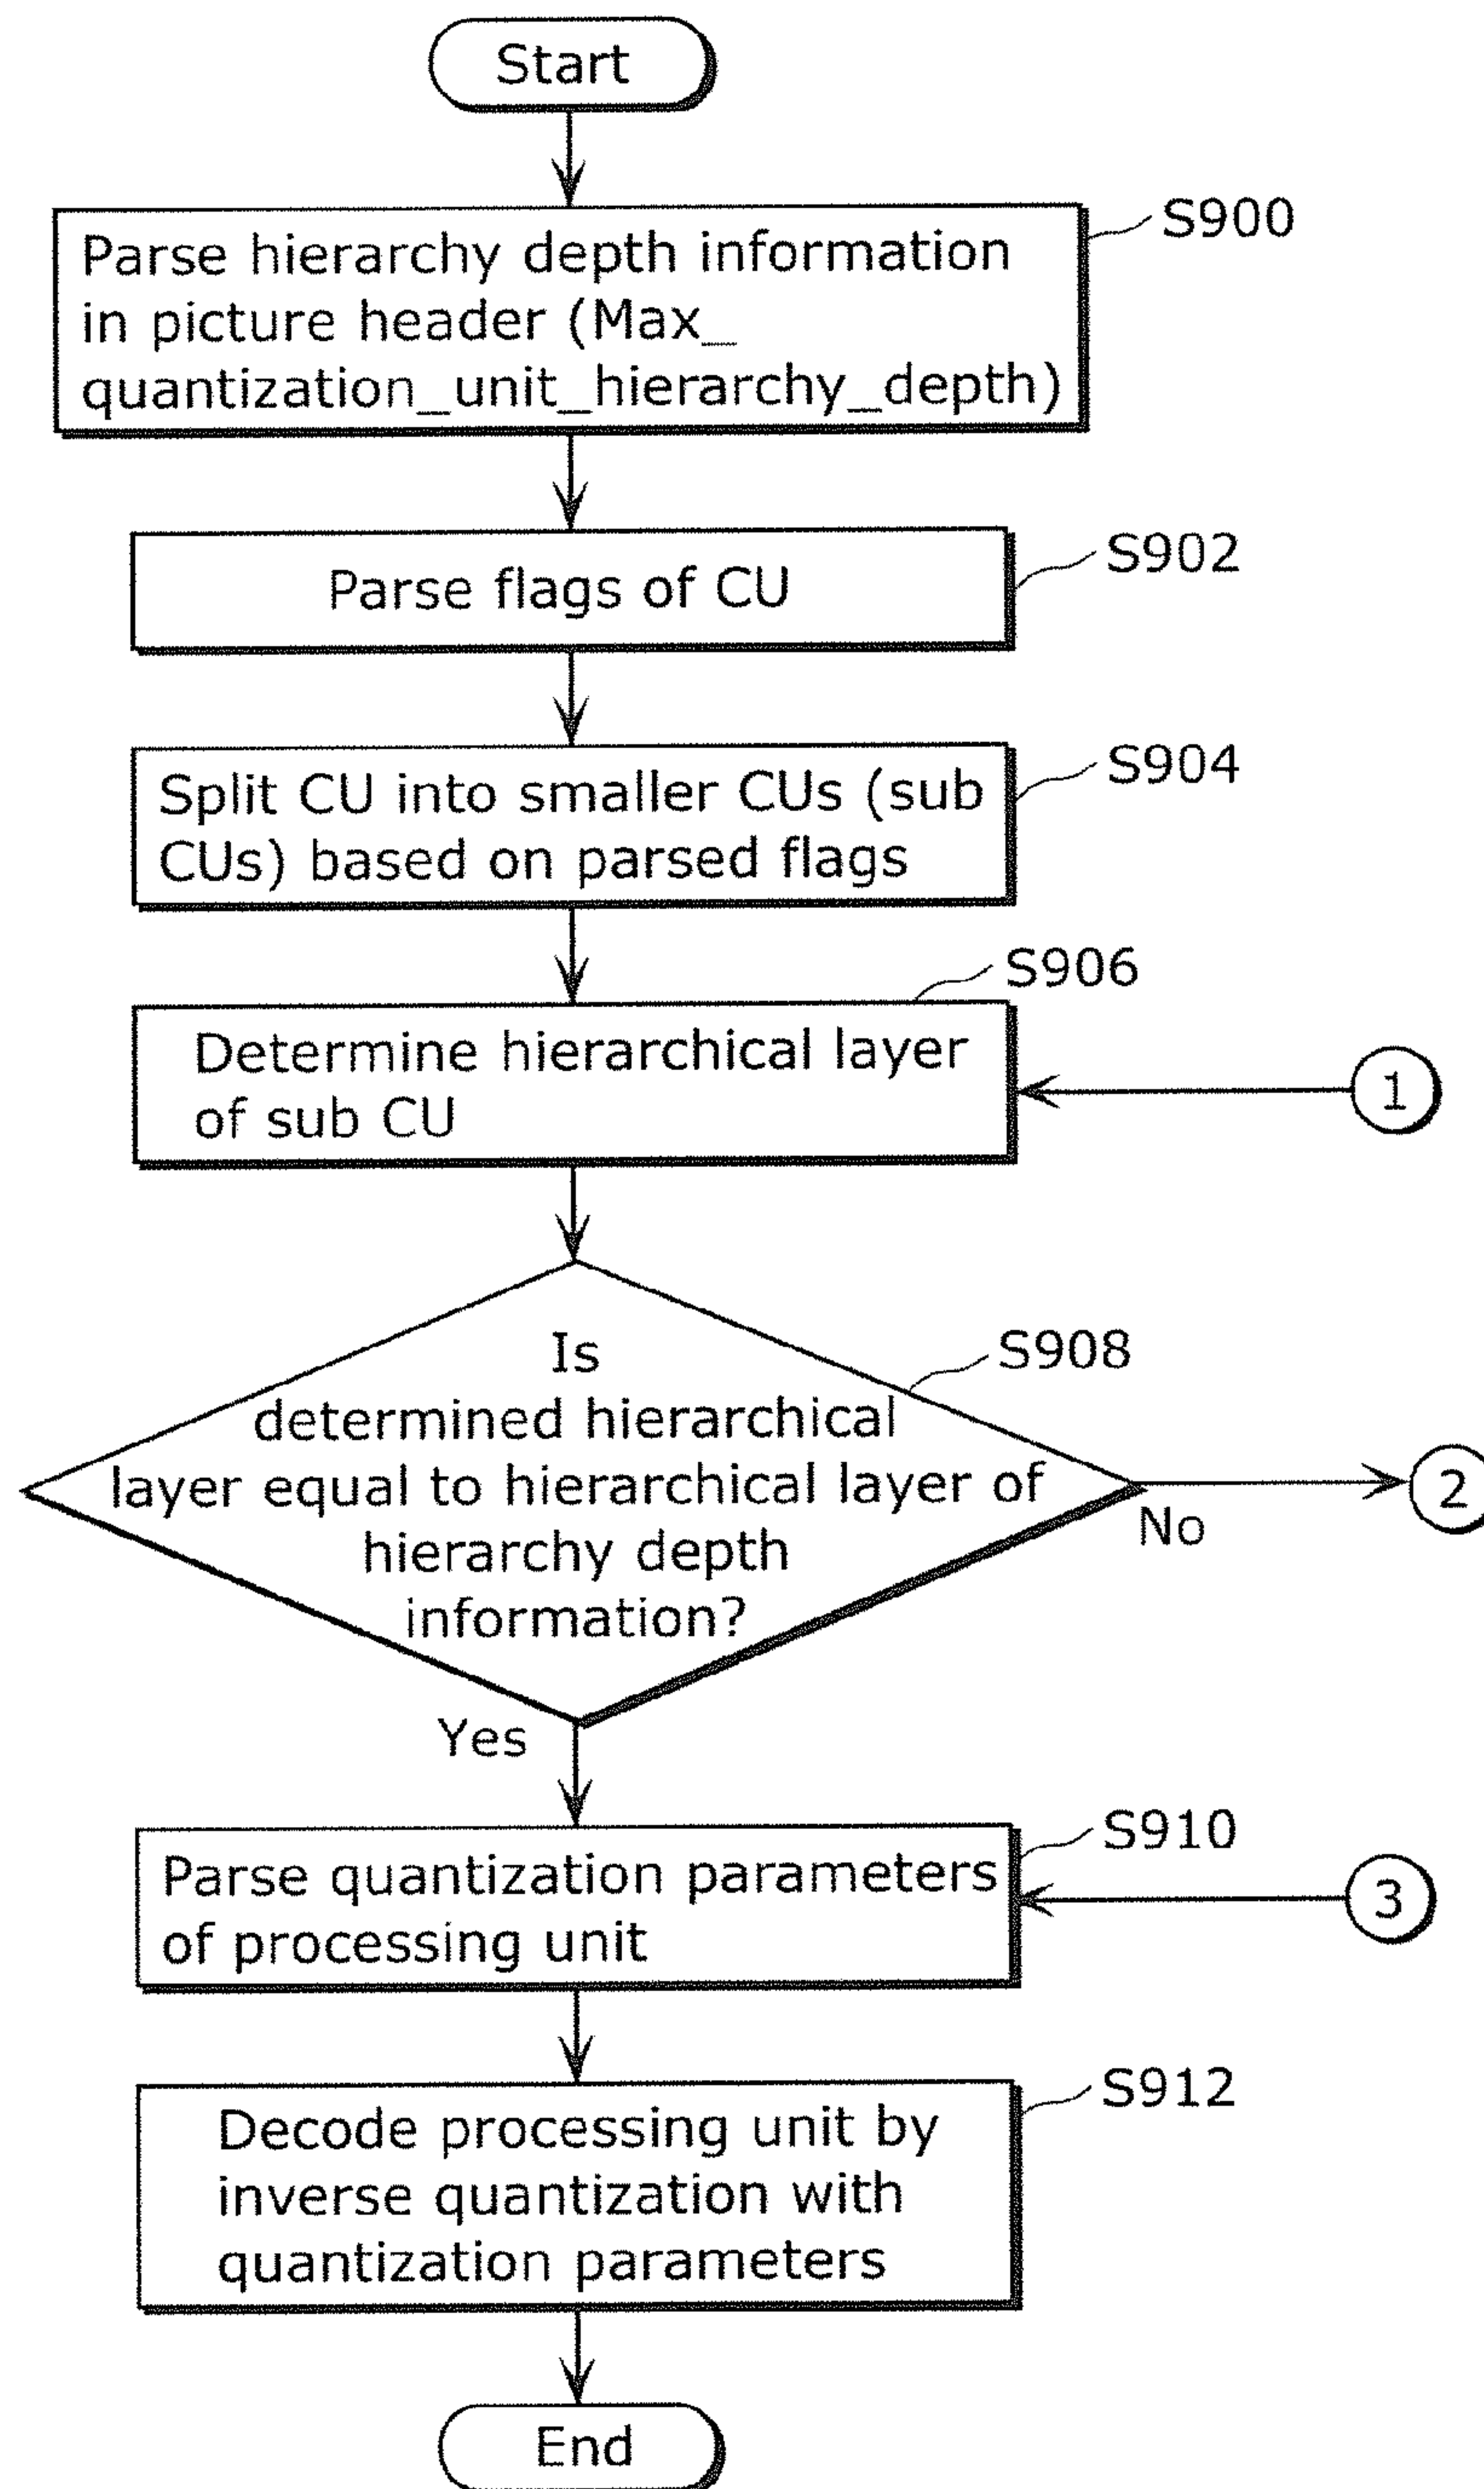 Start
S900
Parse hierarchy depth information
in picture header (Max_
quantization_unit_hierarchy_depth)
S902
Parse flags of CU
S904
Split CU into smaller CUs (sub
CUs) based on parsed flags
S906
Determine hierarchical layer
of sub CU
1
S908
Is
determined hierarchical
layer equal to hierarchical layer of
hierarchy depth
information?
No
2
Yes
S910
Parse quantization parameters
of processing unit
3
S912
Decode processing unit by
inverse quantization with
quantization parameters
End